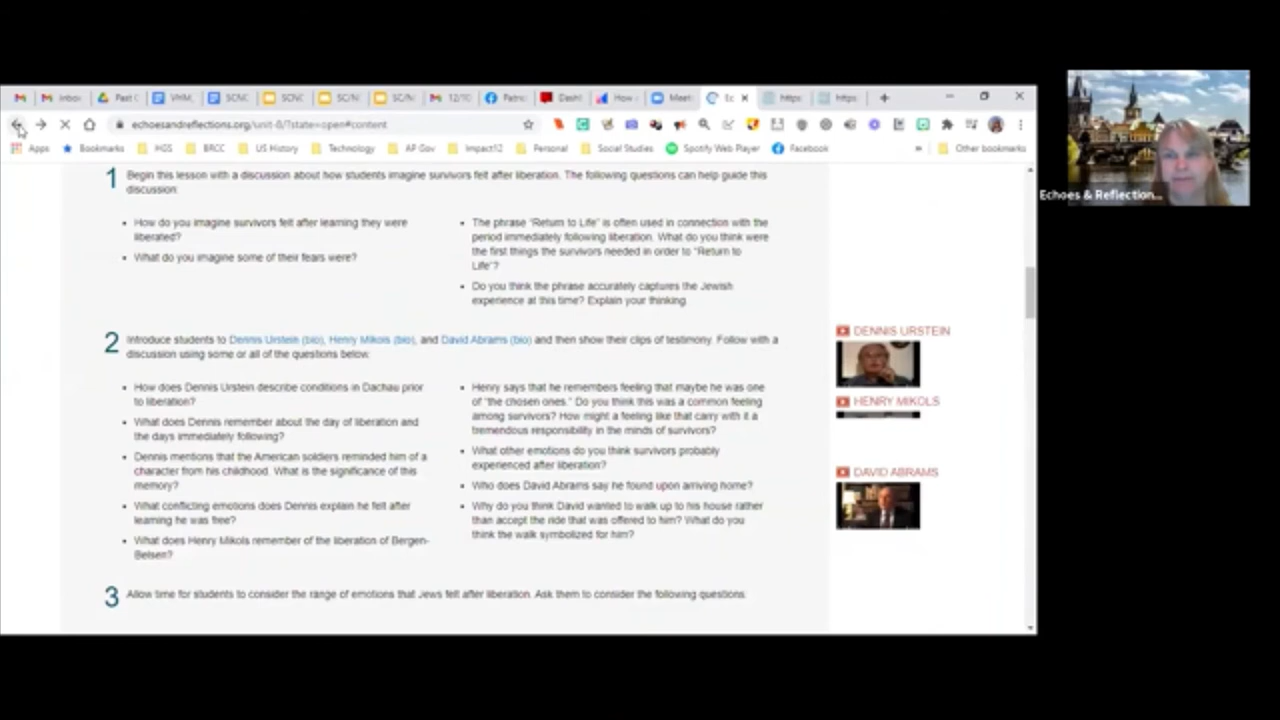 Inbo
Past C
VHM,
SCNC
SCNC
SC/N
SC/N
12/10
Patric
Dash
How
Meet
Ec
https
https
echoesandreflections.org/unit-8/?state=open#content
Apps
Bookmarks
HGS
BRCC
US History
Technology
AP Gov
Impact12
Personal
Social Studies
Spotify Web Player
Facebook
»
Other bookmarks
1
Begin this lesson with a discussion about how students imagine survivors felt after liberation. The following questions can help guide this
discussion:
• How do you imagine survivors felt after learning they were
liberated?
• What do you imagine some of their fears were?
• The phrase "Return to Life" is often used in connection with the
period immediately following liberation. What do you think were
the first things the survivors needed in order to "Return to
Life"?
• Do you think the phrase accurately captures the Jewish
experience at this time? Explain your thinking.
2
Introduce students to Dennis Urstein (bio), Henry Mikols (bio), and David Abrams (bio) and then show their clips of testimony. Follow with a
discussion using some or all of the questions below:
• How does Dennis Urstein describe conditions in Dachau prior
to liberation?
• What does Dennis remember about the day of liberation and
the days immediately following?
• Dennis mentions that the American soldiers reminded him of a
character from his childhood. What is the significance of this
memory?
• What conflicting emotions does Dennis explain he felt after
learning he was free?
• What does Henry Mikols remember of the liberation of Bergen-
Belsen?
• Henry says that he remembers feeling that maybe he was one
of "the chosen ones." Do you think this was a common feeling
among survivors? How might a feeling like that carry with it a
tremendous responsibility in the minds of survivors?
• What other emotions do you think survivors probably
experienced after liberation?
• Who does David Abrams say he found upon arriving home?
• Why do you think David wanted to walk up to his house rather
than accept the ride that was offered to him? What do you
think the walk symbolized for him?
3
Allow time for students to consider the range of emotions that Jews felt after liberation. Ask them to consider the following questions:
DENNIS URSTEIN
HENRY MIKOLS
DAVID ABRAMS
Echoes & Reflection...